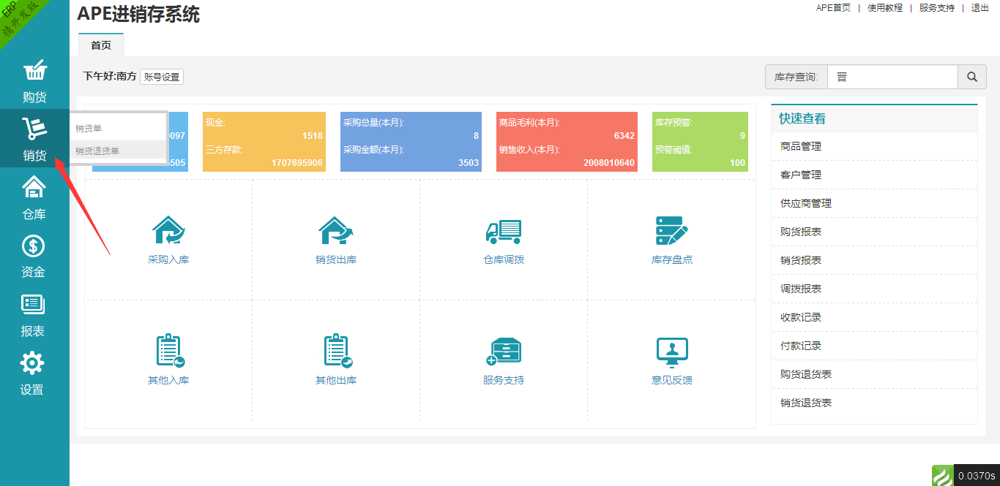 ERP
精开发版
APE进销存系统
APE首页 | 使用教程 | 服务支持 | 退出
首页
下午好:南方 账号设置
库存查询: 晋
购货
销货
仓库
资金
报表
设置
销货单
销货退货单
0097
5505
现金:
1518
三方存款:
1707695906
采购总量(本月):
8
采购金额(本月):
3503
商品毛利(本月):
6342
销售收入(本月):
2008010640
库存预警:
9
预警阈值:
100
采购入库
销货出库
仓库调拨
库存盘点
其他入库
其他出库
服务支持
意见反馈
快速查看
商品管理
客户管理
供应商管理
购货报表
销货报表
调拨报表
收款记录
付款记录
购货退货表
销货退货表
0.0370s